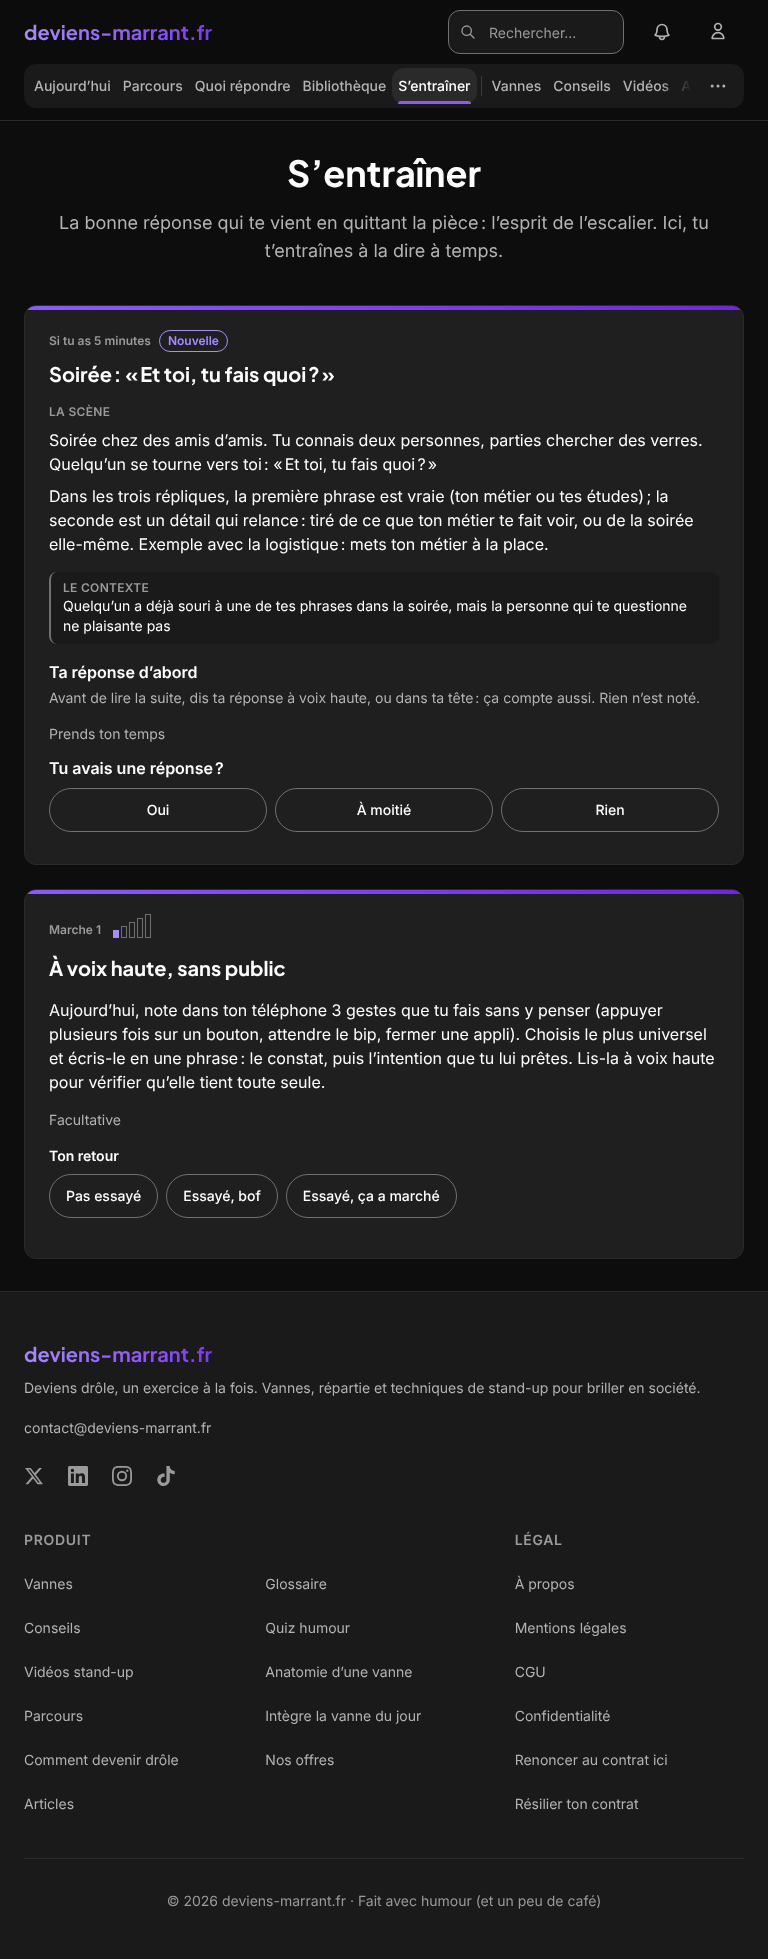 deviens-marrant.fr
Rechercher...
Aujourd’hui Parcours Quoi répondre Bibliothèque S’entraîner Vannes Conseils Vidéos
S’entraîner
La bonne réponse qui te vient en quittant la pièce : l’esprit de l’escalier. Ici, tu
t’entraînes à la dire à temps.
Si tu as 5 minutes Nouvelle
Soirée : « Et toi, tu fais quoi ? »
LA SCÈNE
Soirée chez des amis d’amis. Tu connais deux personnes, parties chercher des verres.
Quelqu’un se tourne vers toi : « Et toi, tu fais quoi ? »
Dans les trois répliques, la première phrase est vraie (ton métier ou tes études) ; la
seconde est un détail qui relance : tiré de ce que ton métier te fait voir, ou de la soirée
elle-même. Exemple avec la logistique : mets ton métier à la place.
LE CONTEXTE
Quelqu’un a déjà souri à une de tes phrases dans la soirée, mais la personne qui te questionne
ne plaisante pas
Ta réponse d’abord
Avant de lire la suite, dis ta réponse à voix haute, ou dans ta tête : ça compte aussi. Rien n’est noté.
Prends ton temps
Tu avais une réponse ?
Oui À moitié Rien
Marche 1
À voix haute, sans public
Aujourd’hui, note dans ton téléphone 3 gestes que tu fais sans y penser (appuyer
plusieurs fois sur un bouton, attendre le bip, fermer une appli). Choisis le plus universel
et écris-le en une phrase : le constat, puis l’intention que tu lui prêtes. Lis-la à voix haute
pour vérifier qu’elle tient toute seule.
Facultative
Ton retour
Pas essayé Essayé, bof Essayé, ça a marché
deviens-marrant.fr
Deviens drôle, un exercice à la fois. Vannes, répartie et techniques de stand-up pour briller en société.
contact@deviens-marrant.fr
PRODUIT
Vannes
Conseils
Vidéos stand-up
Parcours
Comment devenir drôle
Articles
Glossaire
Quiz humour
Anatomie d’une vanne
Intègre la vanne du jour
Nos offres
LÉGAL
À propos
Mentions légales
CGU
Confidentialité
Renoncer au contrat ici
Résilier ton contrat
© 2026 deviens-marrant.fr · Fait avec humour (et un peu de café)